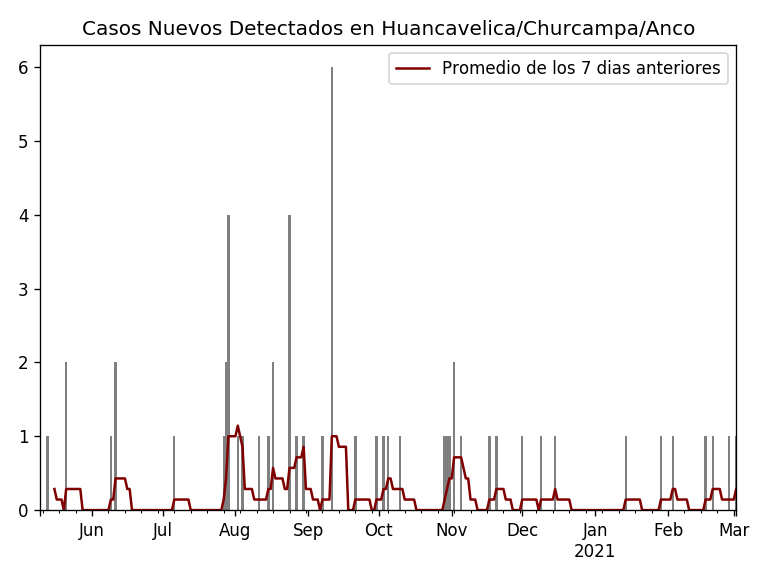 Casos Nuevos Detectados en Huancavelica/Churcampa/Anco
Promedio de los 7 dias anteriores
6
5
4
3
2
1
0
Jun Jul Aug Sep Oct Nov Dec Jan Feb Mar
2021